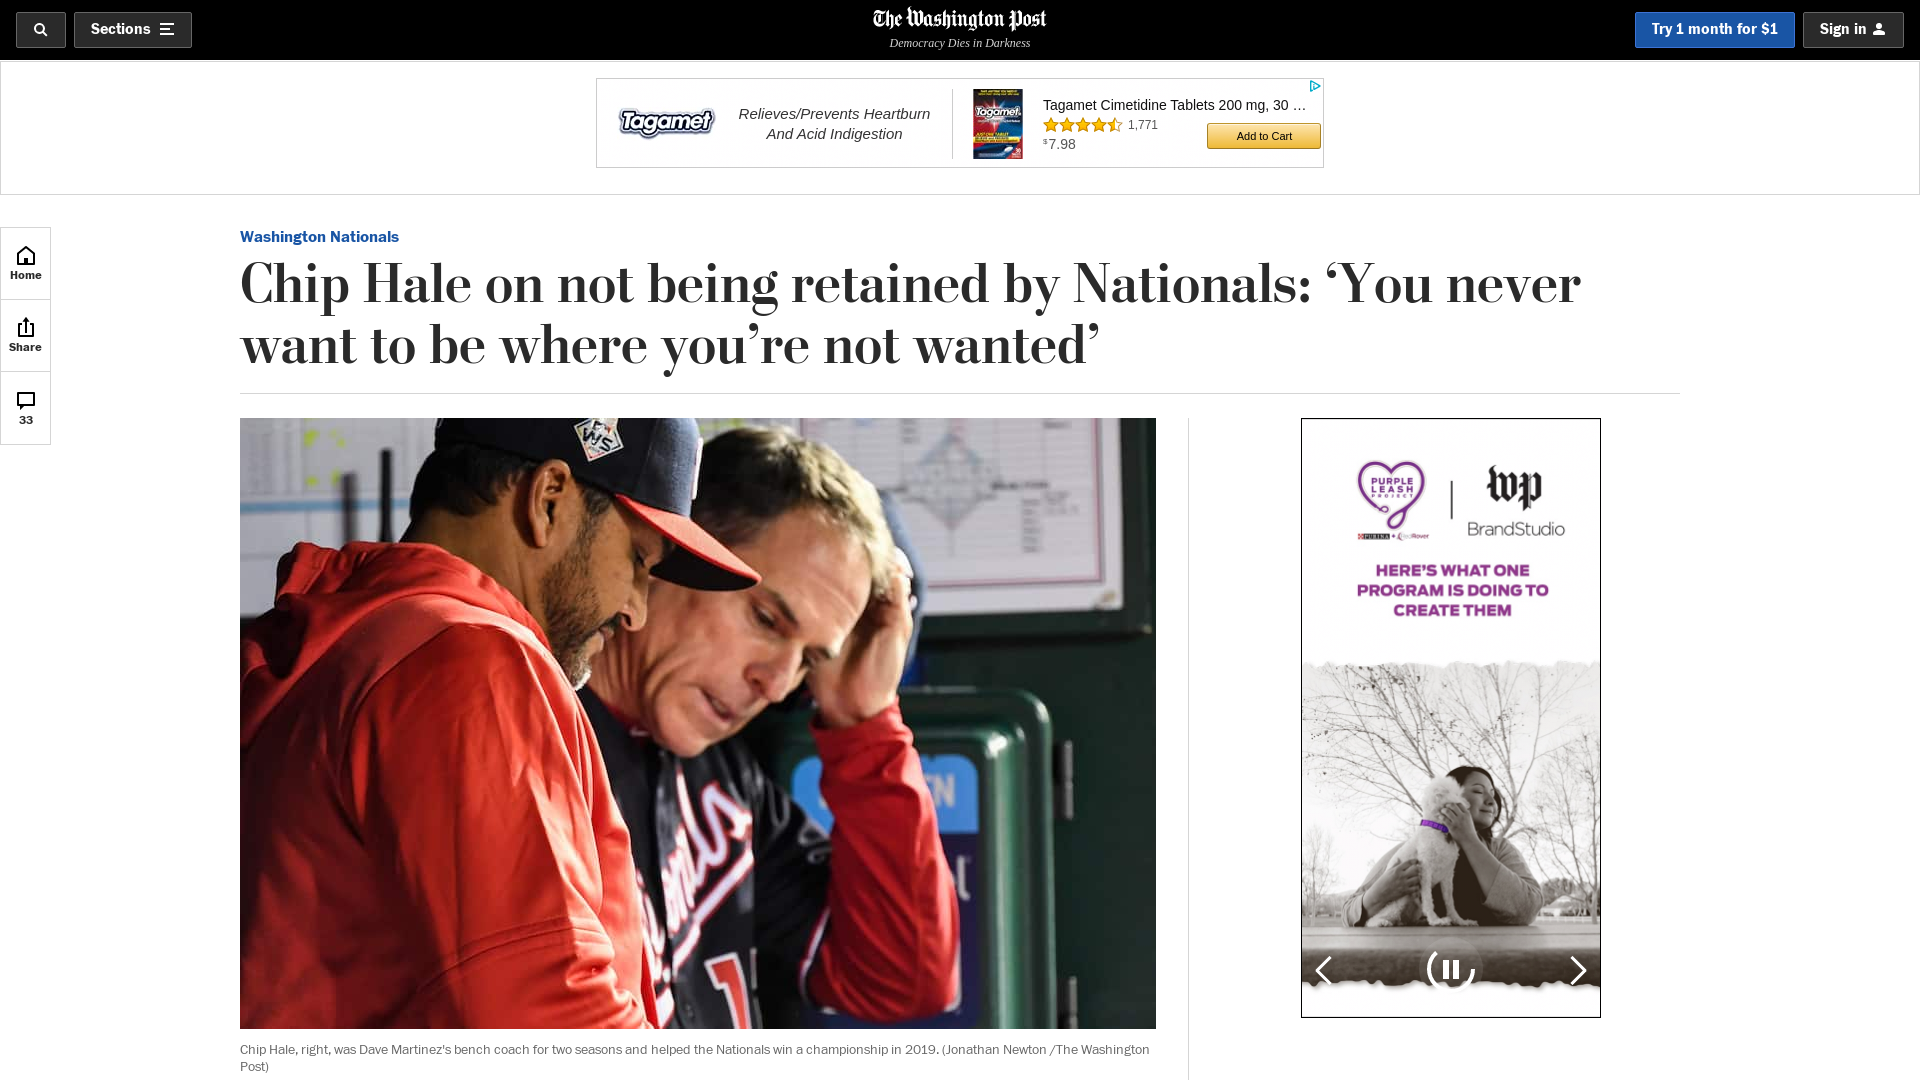 Sections
The Washington Post
Democracy Dies in Darkness
Try 1 month for $1
Sign in
Tagamet
Relieves/Prevents Heartburn
And Acid Indigestion
Tagamet
Tagamet Cimetidine Tablets 200 mg, 30 …
1,771
$7.98
Add to Cart
Home
Share
33
Washington Nationals
Chip Hale on not being retained by Nationals: ‘You never
want to be where you’re not wanted’
WS
PURPLE
LEASH
PROJECT
PURINA
wp
BrandStudio
HERE’S WHAT ONE
PROGRAM IS DOING TO
CREATE THEM
Chip Hale, right, was Dave Martinez's bench coach for two seasons and helped the Nationals win a championship in 2019. (Jonathan Newton /The Washington
Post)